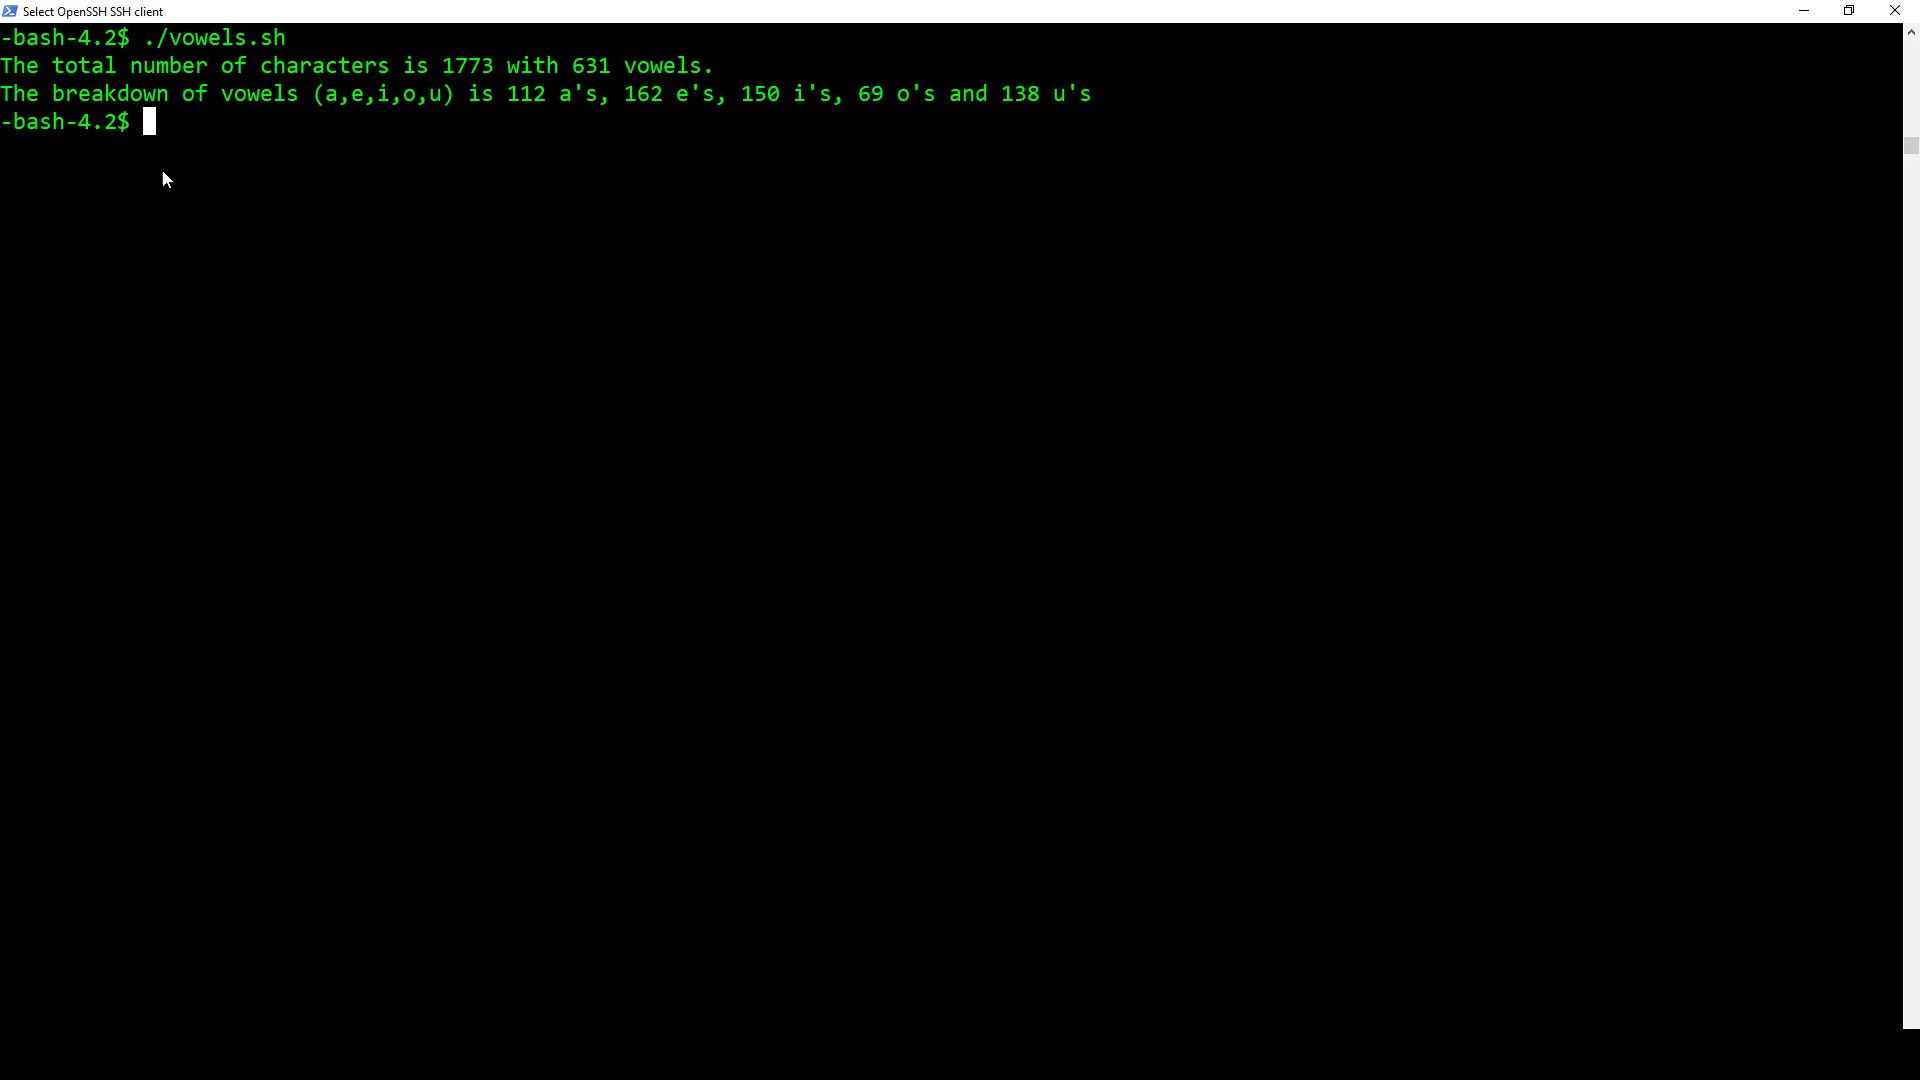 Select OpenSSH SSH client
-bash-4.2$ ./vowels.sh
The total number of characters is 1773 with 631 vowels.
The breakdown of vowels (a,e,i,o,u) is 112 a's, 162 e's, 150 i's, 69 o's and 138 u's
-bash-4.2$